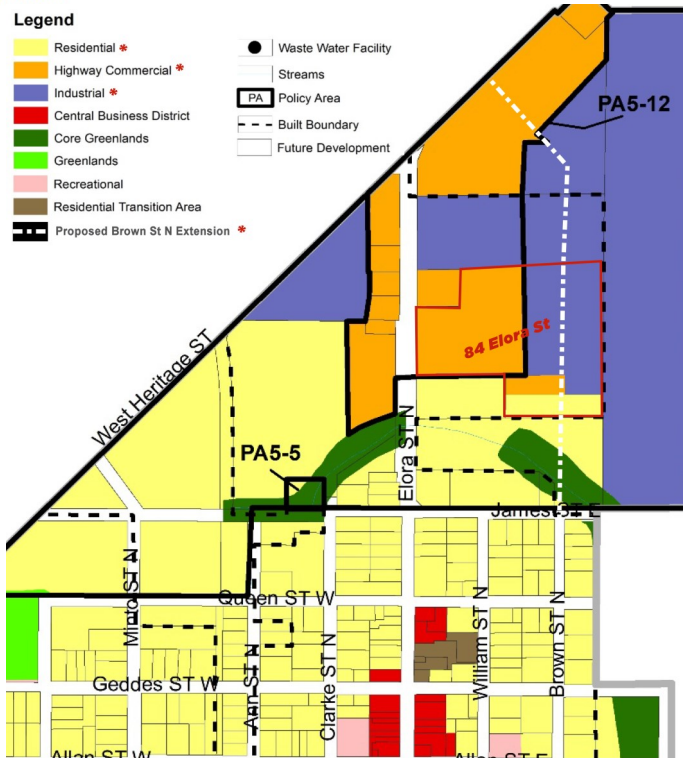 Legend
Residential *
Highway Commercial *
Industrial *
Central Business District
Core Greenlands
Greenlands
Recreational
Residential Transition Area
Proposed Brown St N Extension *
Waste Water Facility
Streams
PA Policy Area
Built Boundary
Future Development
PA5-12
84 Elora St
West Heritage ST
Elora ST N
PA5-5
James ST E
Minto ST N
Queen ST W
Ann ST N
Clarke ST N
William ST N
Brown ST N
Geddes ST W
Allan ST W
Allan ST E